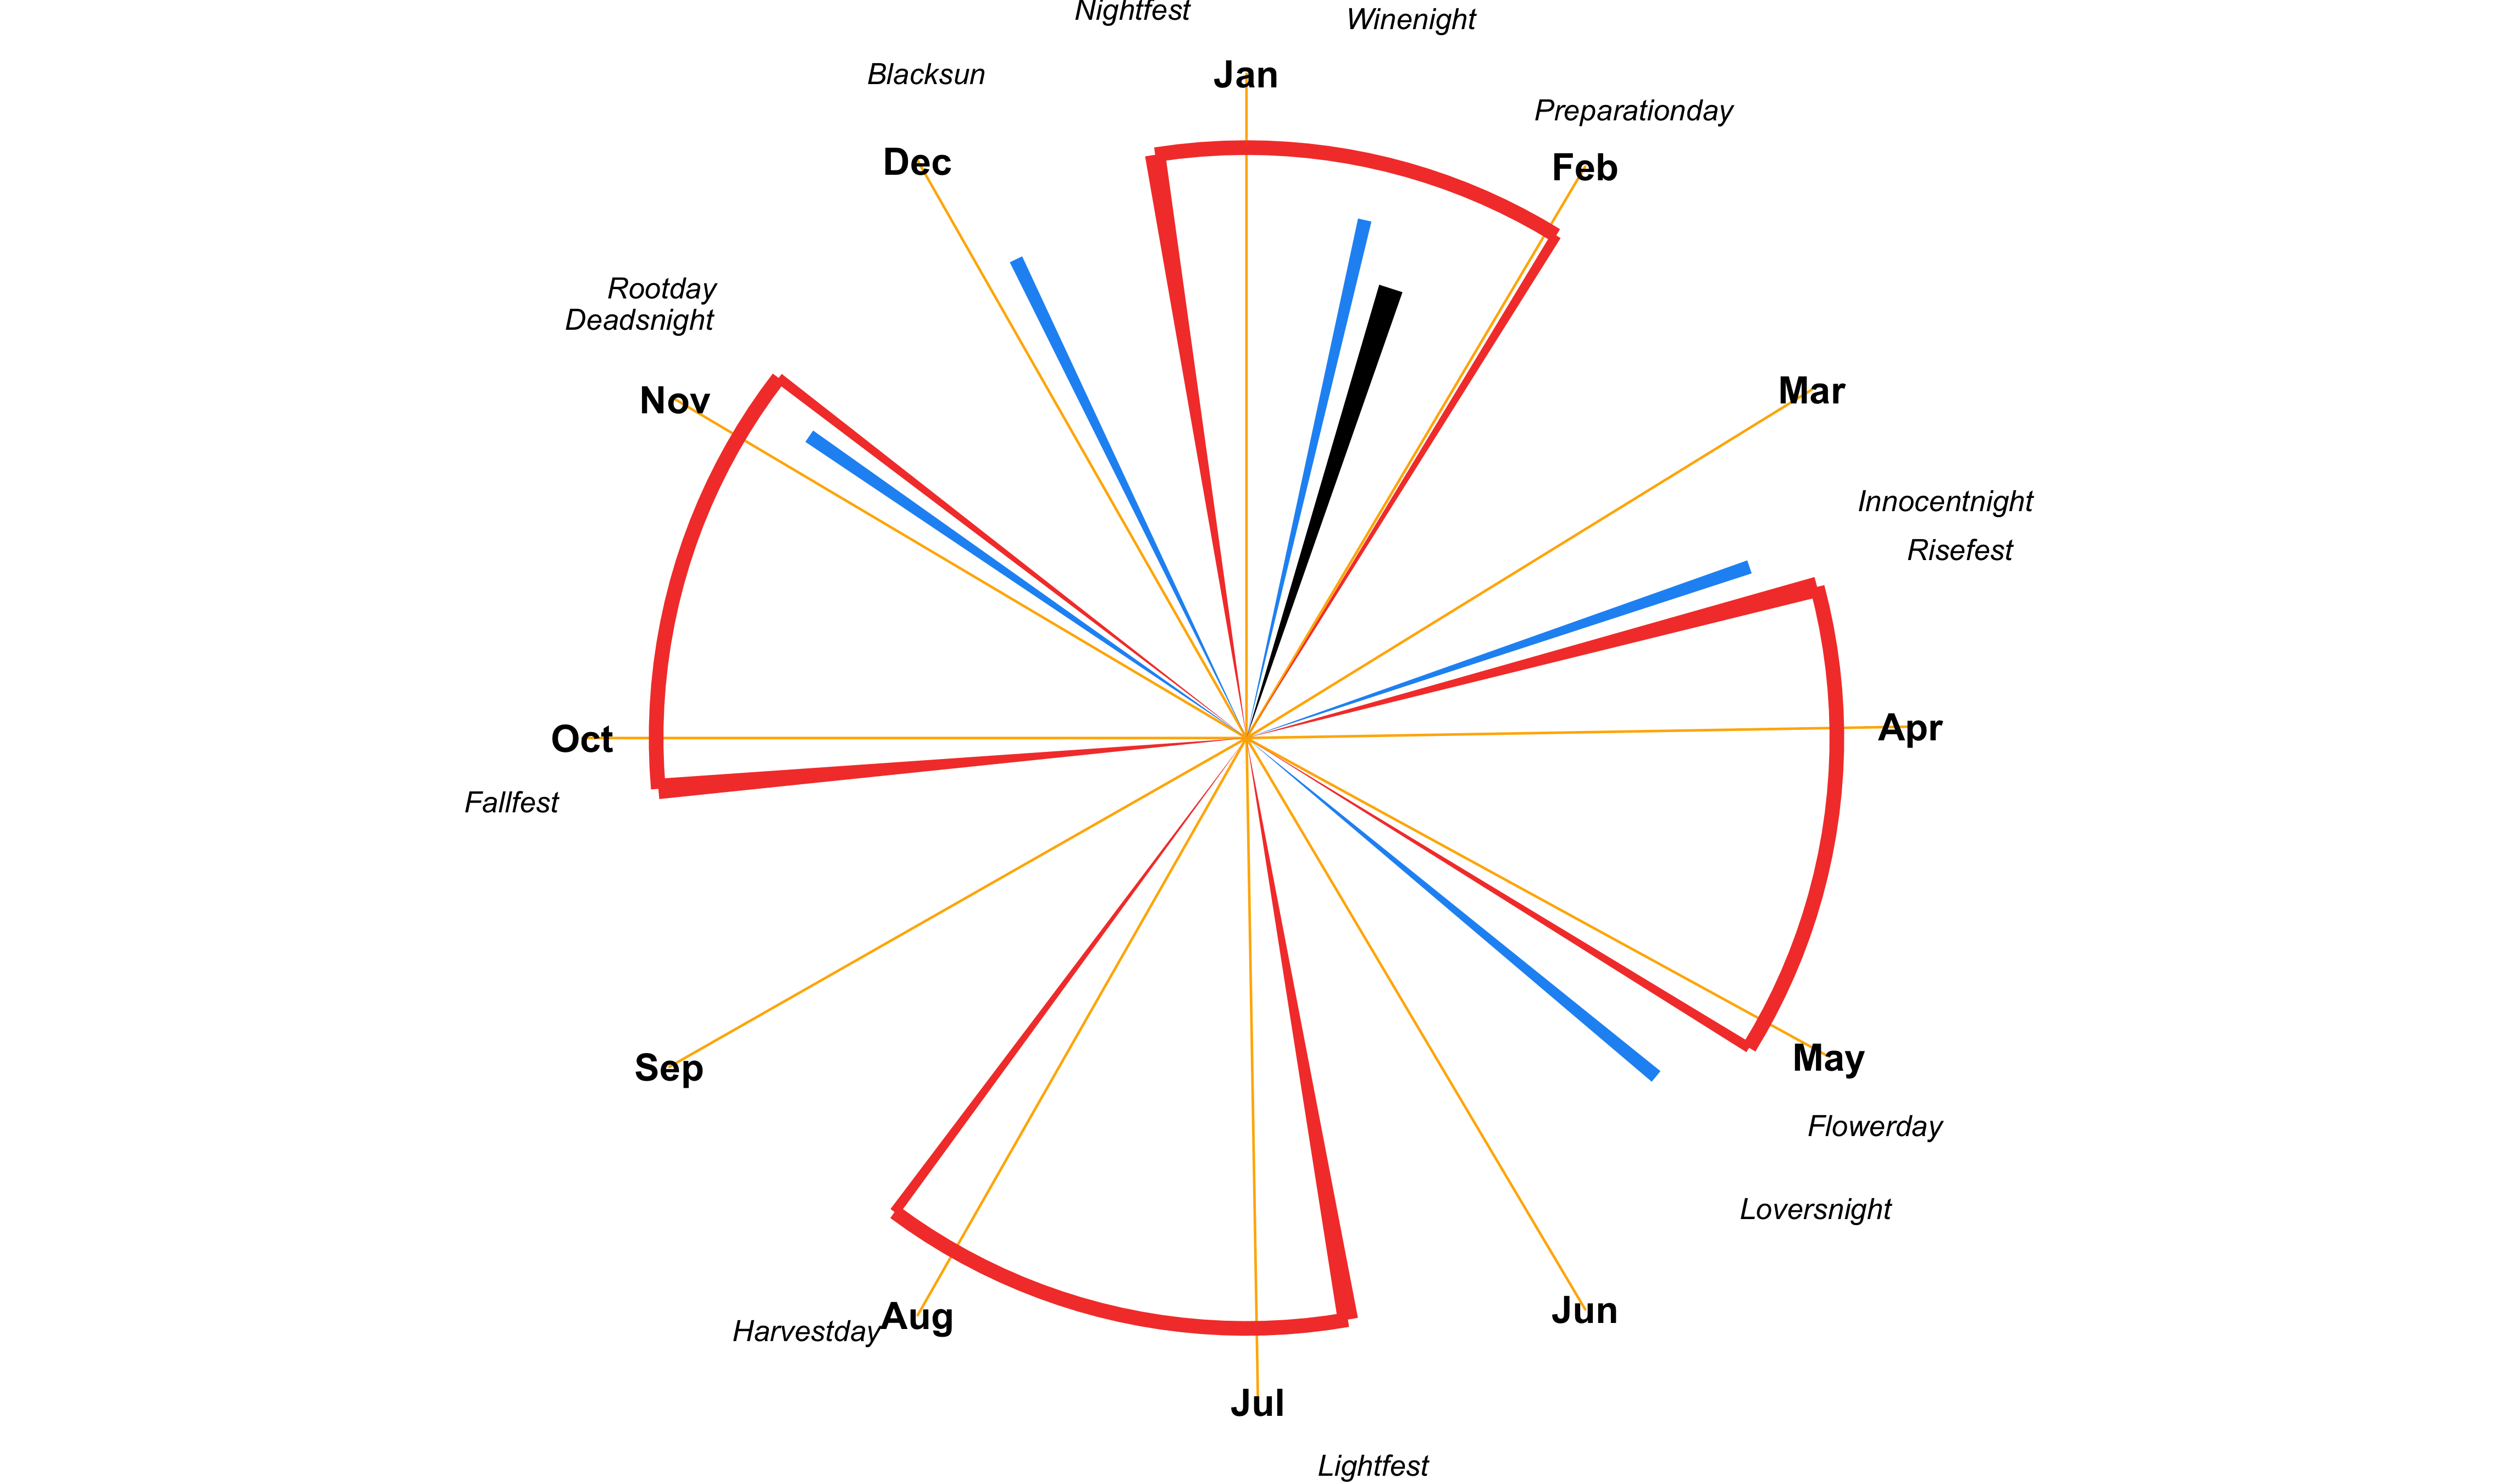 Nightfest
Winenight
Blacksun
Jan
Preparationday
Dec
Feb
Rootday
Deadsnight
Nov
Mar
Innocentnight
Risefest
Oct
Apr
Fallfest
Sep
May
Flowerday
Loversnight
Harvestday
Aug
Jun
Jul
Lightfest